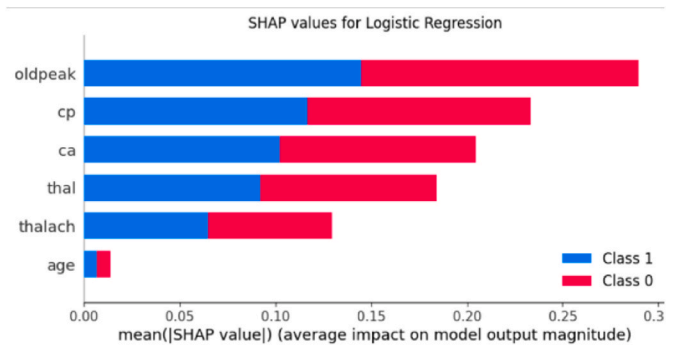 SHAP values for Logistic Regression
oldpeak
cp
ca
thal
thalach
age
Class 1
Class 0
0.00 0.05 0.10 0.15 0.20 0.25 0.3
mean(|SHAP value|) (average impact on model output magnitude)